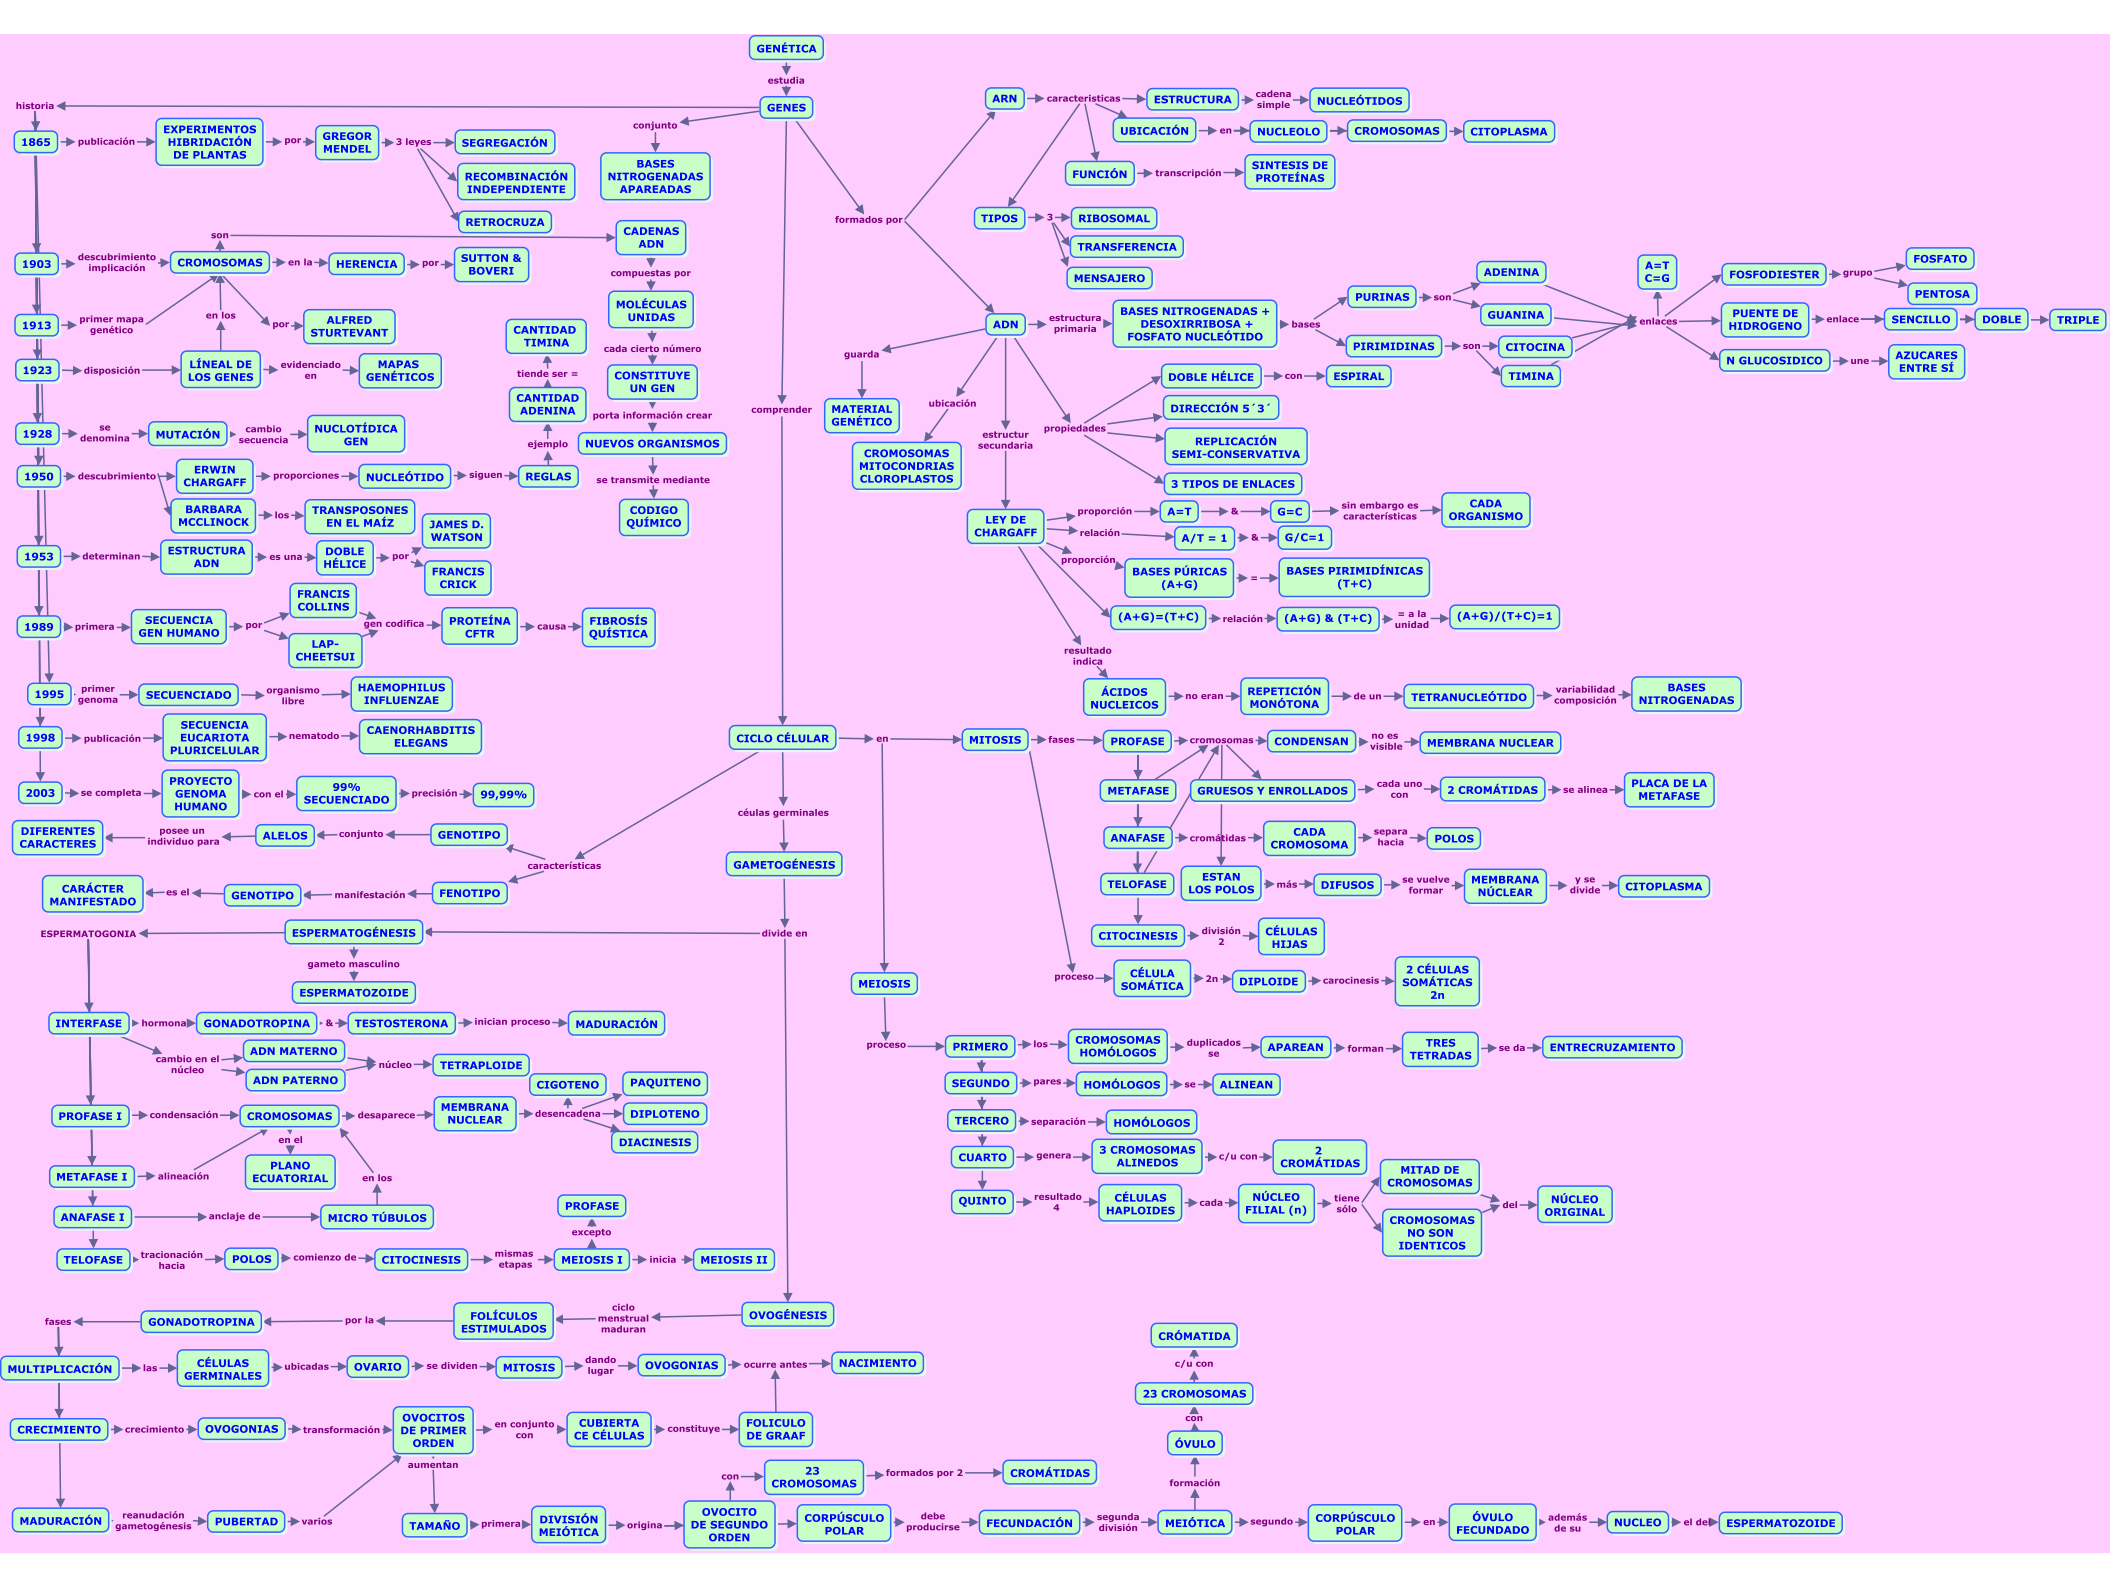 GENÉTICA
estudia
GENES
historia
1865
publicación
EXPERIMENTOS
HIBRIDACIÓN
DE PLANTAS
por
GREGOR
MENDEL
3 leyes
SEGREGACIÓN
RECOMBINACIÓN
INDEPENDIENTE
RETROCRUZA
conjunto
BASES
NITROGENADAS
APAREADAS
1903
descubrimiento
implicación
CROMOSOMAS
en la
HERENCIA
por
SUTTON &
BOVERI
son
CADENAS
ADN
compuestas por
MOLÉCULAS
UNIDAS
cada cierto número
CONSTITUYE
UN GEN
porta información crear
NUEVOS ORGANISMOS
se transmite mediante
CODIGO
QUÍMICO
1913
primer mapa
genético
en los
por
ALFRED
STURTEVANT
1923
disposición
LÍNEAL DE
LOS GENES
evidenciado
en
MAPAS
GENÉTICOS
1928
se
denomina
MUTACIÓN
cambio
secuencia
NUCLOTÍDICA
GEN
1950
descubrimiento
ERWIN
CHARGAFF
proporciones
NUCLEÓTIDO
siguen
REGLAS
ejemplo
CANTIDAD
ADENINA
tiende ser =
CANTIDAD
TIMINA
BARBARA
MCCLINOCK
los
TRANSPOSONES
EN EL MAÍZ
1953
determinan
ESTRUCTURA
ADN
es una
DOBLE
HÉLICE
por
JAMES D.
WATSON
FRANCIS
CRICK
1989
primera
SECUENCIA
GEN HUMANO
por
FRANCIS
COLLINS
LAP-
CHEETSUI
gen codifica
PROTEÍNA
CFTR
causa
FIBROSÍS
QUÍSTICA
1995
primer
genoma
SECUENCIADO
organismo
libre
HAEMOPHILUS
INFLUENZAE
1998
publicación
SECUENCIA
EUCARIOTA
PLURICELULAR
nematodo
CAENORHABDITIS
ELEGANS
2003
se completa
PROYECTO
GENOMA
HUMANO
con el
99%
SECUENCIADO
precisión
99,99%
formados por
ARN
caracteristicas
ESTRUCTURA
cadena
simple
NUCLEÓTIDOS
UBICACIÓN
en
NUCLEOLO
CROMOSOMAS
CITOPLASMA
FUNCIÓN
transcripción
SINTESIS DE
PROTEÍNAS
TIPOS
3
RIBOSOMAL
TRANSFERENCIA
MENSAJERO
ADN
estructura
primaria
BASES NITROGENADAS +
DESOXIRRIBOSA +
FOSFATO NUCLEÓTIDO
bases
PURINAS
son
ADENINA
GUANINA
PIRIMIDINAS
son
CITOCINA
TIMINA
enlaces
A=T
C=G
FOSFODIESTER
grupo
FOSFATO
PENTOSA
PUENTE DE
HIDROGENO
enlace
SENCILLO
DOBLE
TRIPLE
N GLUCOSIDICO
une
AZUCARES
ENTRE SÍ
guarda
MATERIAL
GENÉTICO
ubicación
CROMOSOMAS
MITOCONDRIAS
CLOROPLASTOS
propiedades
DOBLE HÉLICE
con
ESPIRAL
DIRECCIÓN 5´3´
REPLICACIÓN
SEMI-CONSERVATIVA
3 TIPOS DE ENLACES
estructur
secundaria
LEY DE
CHARGAFF
proporción
A=T
&
G=C
sin embargo es
características
CADA
ORGANISMO
relación
A/T = 1
&
G/C=1
proporción
BASES PÚRICAS
(A+G)
=
BASES PIRIMIDÍNICAS
(T+C)
(A+G)=(T+C)
relación
(A+G) & (T+C)
= a la
unidad
(A+G)/(T+C)=1
resultado
indica
ÁCIDOS
NUCLEICOS
no eran
REPETICIÓN
MONÓTONA
de un
TETRANUCLEÓTIDO
variabilidad
composición
BASES
NITROGENADAS
comprender
CICLO CÉLULAR
en
MITOSIS
fases
PROFASE
cromosomas
CONDENSAN
no es
visible
MEMBRANA NUCLEAR
METAFASE
GRUESOS Y ENROLLADOS
cada uno
con
2 CROMÁTIDAS
se alinea
PLACA DE LA
METAFASE
ANAFASE
cromátidas
CADA
CROMOSOMA
separa
hacia
POLOS
TELOFASE
ESTAN
LOS POLOS
más
DIFUSOS
se vuelve
formar
MEMBRANA
NÚCLEAR
y se
divide
CITOPLASMA
CITOCINESIS
división
2
CÉLULAS
HIJAS
proceso
CÉLULA
SOMÁTICA
2n
DIPLOIDE
carocinesis
2 CÉLULAS
SOMÁTICAS
2n
MEIOSIS
proceso
PRIMERO
los
CROMOSOMAS
HOMÓLOGOS
duplicados
se
APAREAN
forman
TRES
TETRADAS
se da
ENTRECRUZAMIENTO
SEGUNDO
pares
HOMÓLOGOS
se
ALINEAN
TERCERO
separación
HOMÓLOGOS
CUARTO
genera
3 CROMOSOMAS
ALINEDOS
c/u con
2
CROMÁTIDAS
QUINTO
resultado
4
CÉLULAS
HAPLOIDES
cada
NÚCLEO
FILIAL (n)
tiene
sólo
MITAD DE
CROMOSOMAS
CROMOSOMAS
NO SON
IDENTICOS
del
NÚCLEO
ORIGINAL
características
GENOTIPO
conjunto
ALELOS
posee un
individuo para
DIFERENTES
CARACTERES
FENOTIPO
manifestación
GENOTIPO
es el
CARÁCTER
MANIFESTADO
céulas germinales
GAMETOGÉNESIS
divide en
ESPERMATOGÉNESIS
ESPERMATOGONIA
gameto masculino
ESPERMATOZOIDE
INTERFASE
hormona
GONADOTROPINA
&
TESTOSTERONA
inician proceso
MADURACIÓN
cambio en el
núcleo
ADN MATERNO
ADN PATERNO
núcleo
TETRAPLOIDE
PROFASE I
condensación
CROMOSOMAS
desaparece
MEMBRANA
NUCLEAR
desencadena
CIGOTENO
PAQUITENO
DIPLOTENO
DIACINESIS
en el
PLANO
ECUATORIAL
METAFASE I
alineación
en los
ANAFASE I
anclaje de
MICRO TÚBULOS
TELOFASE
tracionación
hacia
POLOS
comienzo de
CITOCINESIS
mismas
etapas
MEIOSIS I
excepto
PROFASE
inicia
MEIOSIS II
OVOGÉNESIS
ciclo
menstrual
maduran
FOLÍCULOS
ESTIMULADOS
por la
GONADOTROPINA
fases
MULTIPLICACIÓN
las
CÉLULAS
GERMINALES
ubicadas
OVARIO
se dividen
MITOSIS
dando
lugar
OVOGONIAS
ocurre antes
NACIMIENTO
CRECIMIENTO
crecimiento
OVOGONIAS
transformación
OVOCITOS
DE PRIMER
ORDEN
en conjunto
con
CUBIERTA
CE CÉLULAS
constituye
FOLICULO
DE GRAAF
MADURACIÓN
reanudación
gametogénesis
PUBERTAD
varios
aumentan
TAMAÑO
primera
DIVISIÓN
MEIÓTICA
origina
OVOCITO
DE SEGUNDO
ORDEN
con
23
CROMOSOMAS
formados por 2
CROMÁTIDAS
CORPÚSCULO
POLAR
debe
producirse
FECUNDACIÓN
segunda
división
MEIÓTICA
formación
ÓVULO
con
23 CROMOSOMAS
c/u con
CRÓMATIDA
segundo
CORPÚSCULO
POLAR
en
ÓVULO
FECUNDADO
además
de su
NUCLEO
el del
ESPERMATOZOIDE